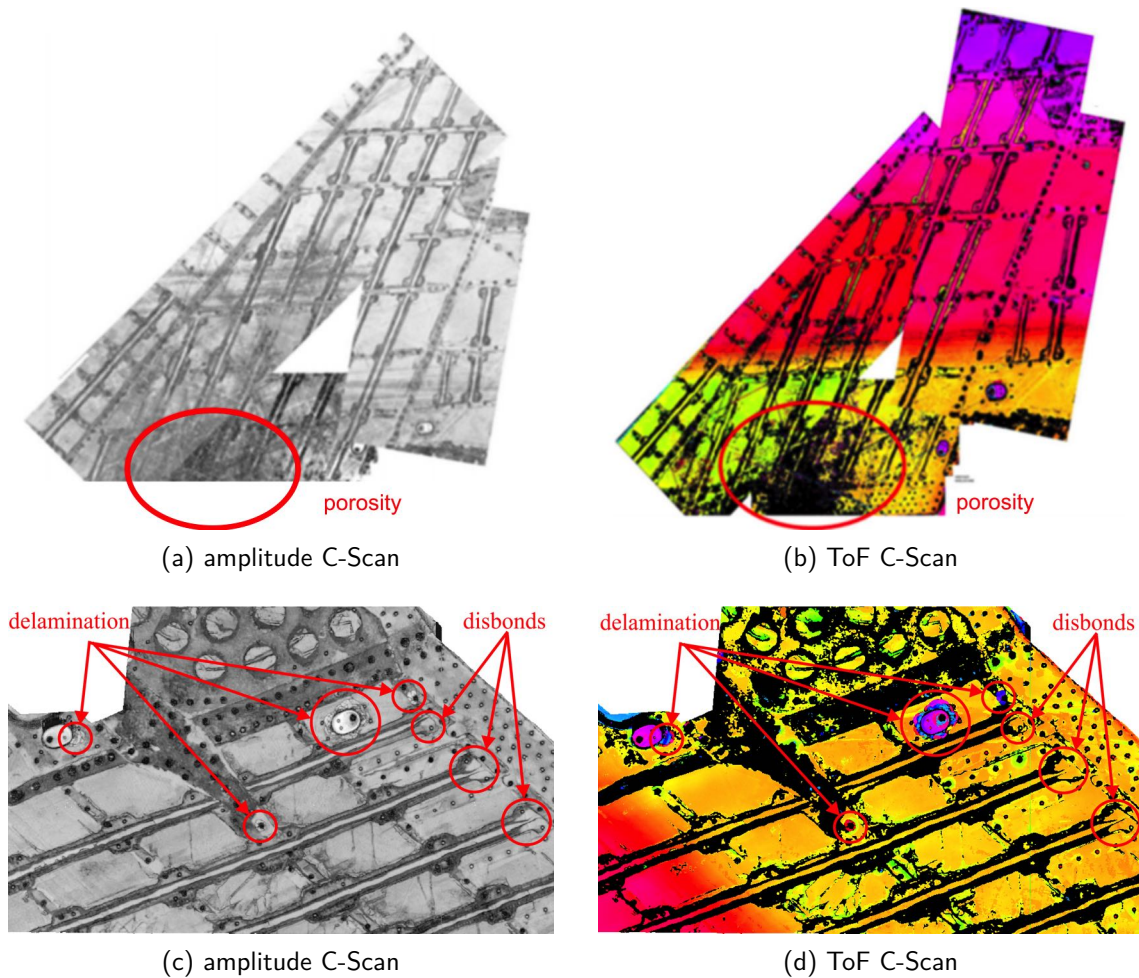 porosity
porosity
(a) amplitude C-Scan
(b) ToF C-Scan
delamination
disbonds
delamination
disbonds
(c) amplitude C-Scan
(d) ToF C-Scan